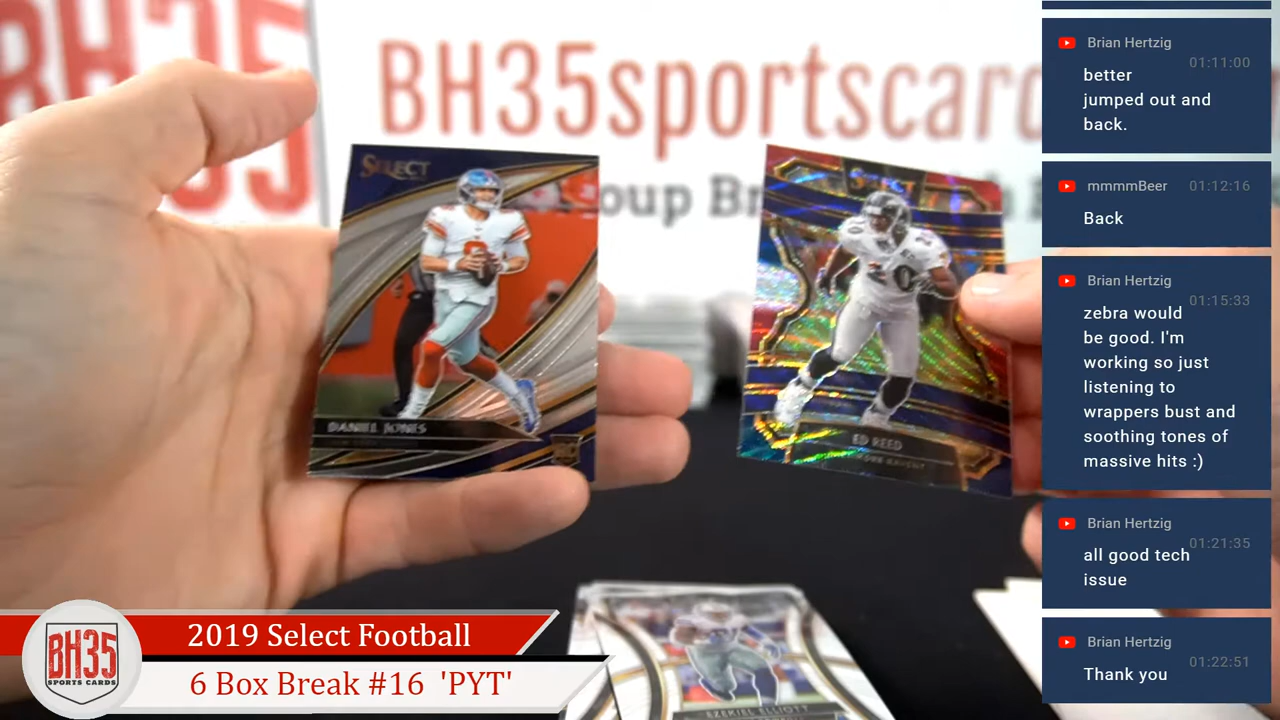 BH35sportscard
oup Br
SELECT
DANIEL JONES
SELECT
20
ED REED
EZEKIEL ELLIOTT
BH35
SPORTS CARDS
2019 Select Football
6 Box Break #16 'PYT'
Brian Hertzig
01:11:00
better
jumped out and
back.
mmmmBeer 01:12:16
Back
Brian Hertzig
01:15:33
zebra would
be good. I'm
working so just
listening to
wrappers bust and
soothing tones of
massive hits :)
Brian Hertzig
01:21:35
all good tech
issue
Brian Hertzig
01:22:51
Thank you